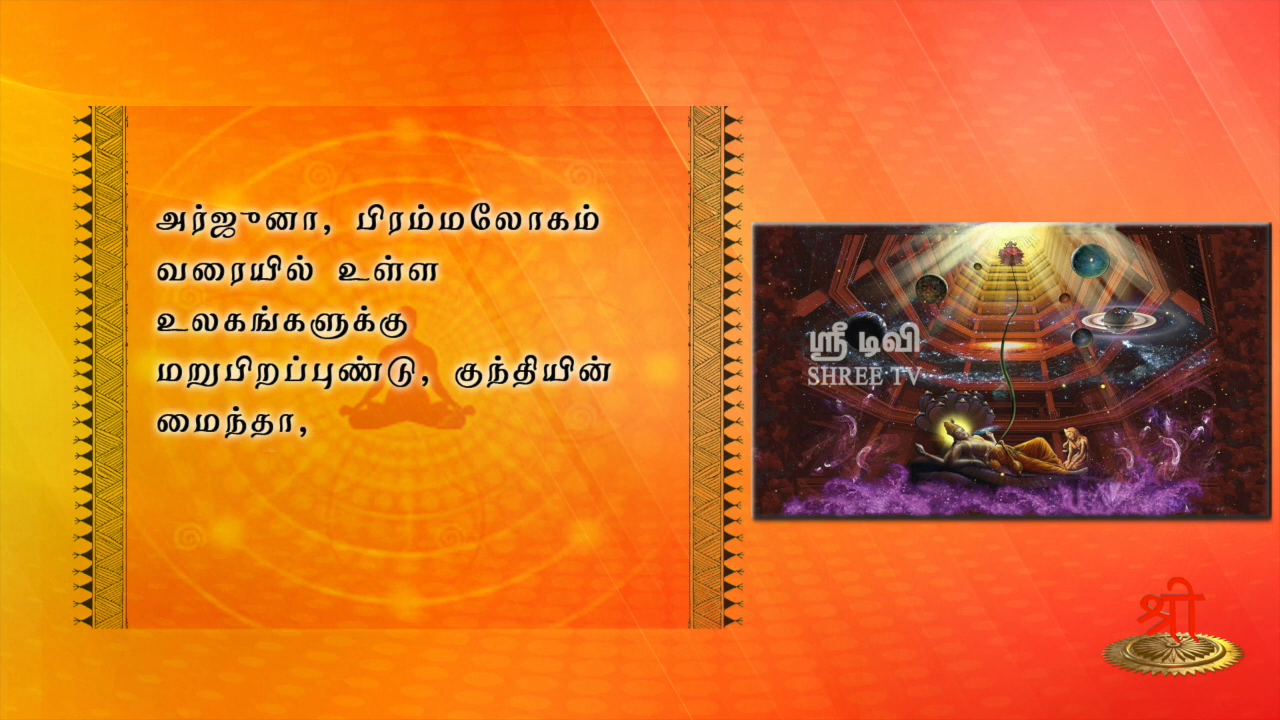 அர்ஜுனா, பிரம்மலோகம்
வரையில் உள்ள
உலகங்களுக்கு
மறுபிறப்புண்டு, குந்தியின்
மைந்தா,
ஸ்ரீ டிவி
SHREE TV
श्री